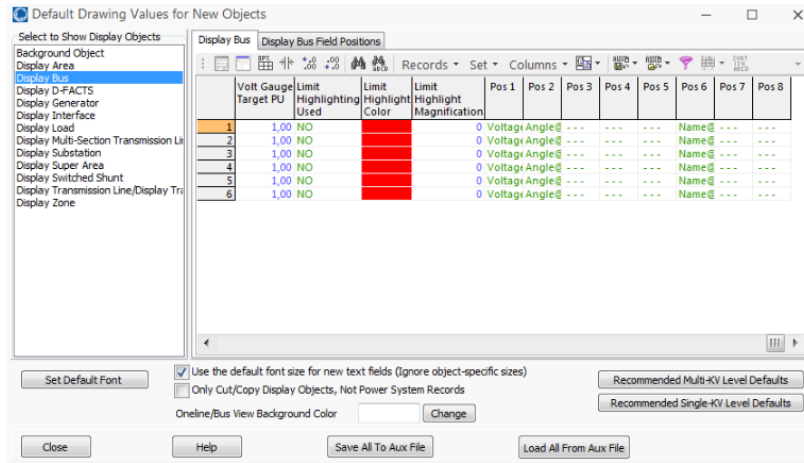 Default Drawing Values for New Objects
Select to Show Display Objects
Background Object
Display Area
Display Bus
Display D-FACTS
Display Generator
Display Interface
Display Load
Display Multi-Section Transmission Li
Display Substation
Display Super Area
Display Switched Shunt
Display Transmission Line/Display Tra
Display Zone
Display Bus Display Bus Field Positions
Records Set Columns
Volt Gauge Target PU Limit Highlighting Used Limit Highlight Color Limit Highlight Magnification Pos 1 Pos 2 Pos 3 Pos 4 Pos 5 Pos 6 Pos 7 Pos 8
1 1,00 NO 0 Voltage Angle@ --- --- --- Name@ --- ---
2 1,00 NO 0 Voltage Angle@ --- --- --- Name@ --- ---
3 1,00 NO 0 Voltage Angle@ --- --- --- Name@ --- ---
4 1,00 NO 0 Voltage Angle@ --- --- --- Name@ --- ---
5 1,00 NO 0 Voltage Angle@ --- --- --- Name@ --- ---
6 1,00 NO 0 Voltage Angle@ --- --- --- Name@ --- ---
Set Default Font
Use the default font size for new text fields (Ignore object-specific sizes)
Only Cut/Copy Display Objects, Not Power System Records
Oneline/Bus View Background Color Change
Recommended Multi-KV Level Defaults
Recommended Single-KV Level Defaults
Close Help Save All To Aux File Load All From Aux File